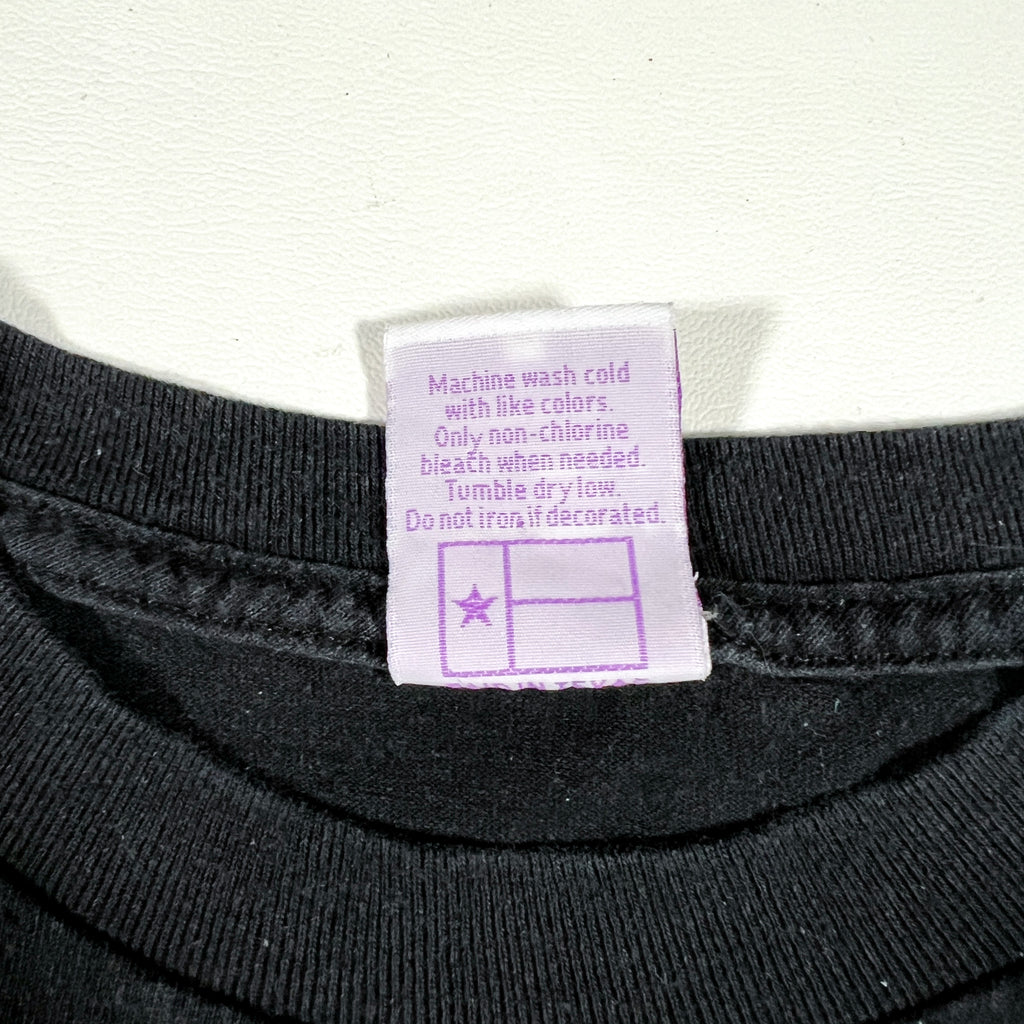 Machine wash cold
with like colors.
Only non-chlorine
bleach when needed.
Tumble dry low.
Do not iron if decorated.